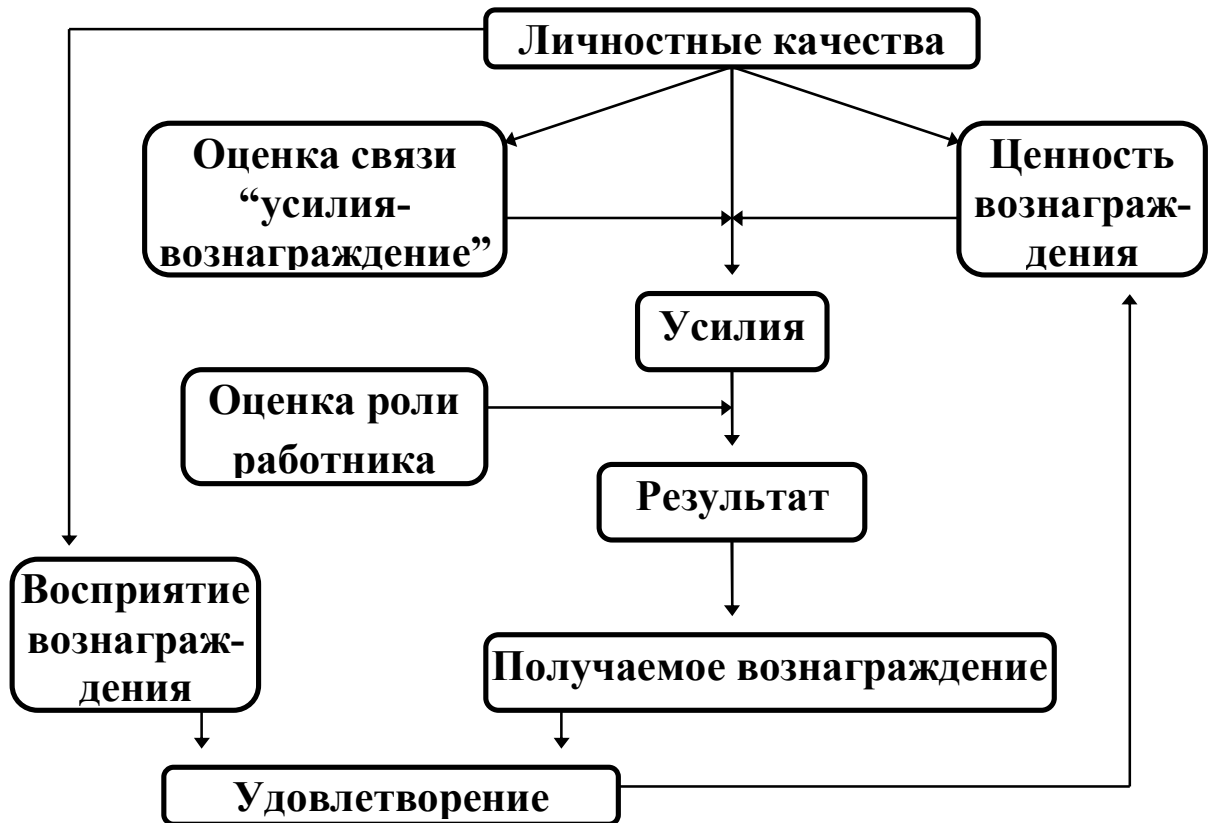 Личностные качества
Оценка связи
“усилия-
вознаграждение”
Ценность
вознаграж-
дения
Усилия
Оценка роли
работника
Результат
Восприятие
вознаграж-
дения
Получаемое вознаграждение
Удовлетворение